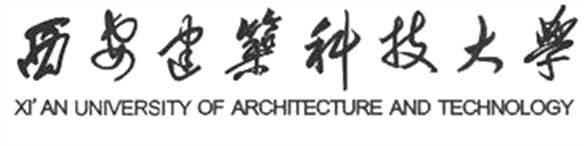 西安建築科技大學
XI'AN UNIVERSITY OF ARCHITECTURE AND TECHNOLOGY